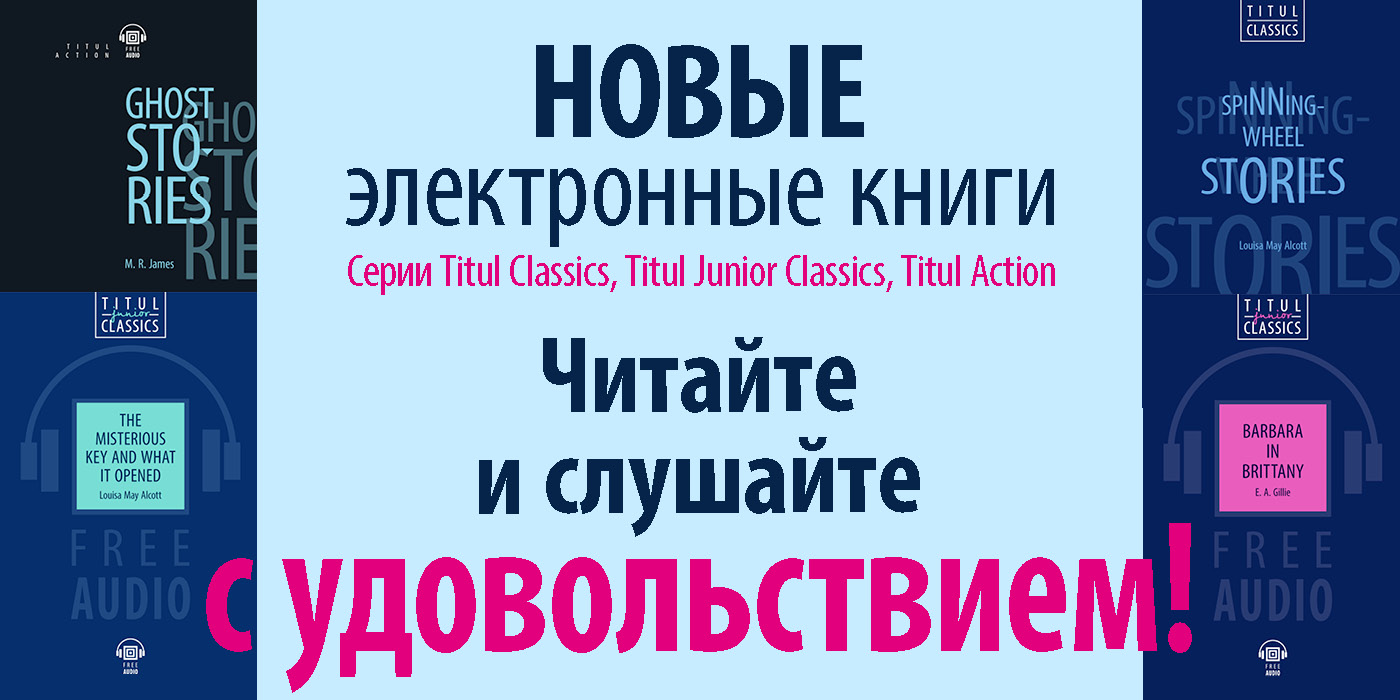 TITUL
ACTION
FREE
AUDIO
GHOST
STO-
RIES
M. R. James
TITUL
junior
CLASSICS
THE
MISTERIOUS
KEY AND WHAT
IT OPENED
Louisa May Alcott
FREE
AUDIO
FREE
AUDIO
НОВЫЕ
электронные книги
Серии Titul Classics, Titul Junior Classics, Titul Action
Читайте
и слушайте
с удовольствием!
TITUL
CLASSICS
SPINNING-
WHEEL
STORIES
Louisa May Alcott
TITUL
junior
CLASSICS
BARBARA
IN
BRITTANY
E. A. Gillie
FREE
AUDIO
FREE
AUDIO